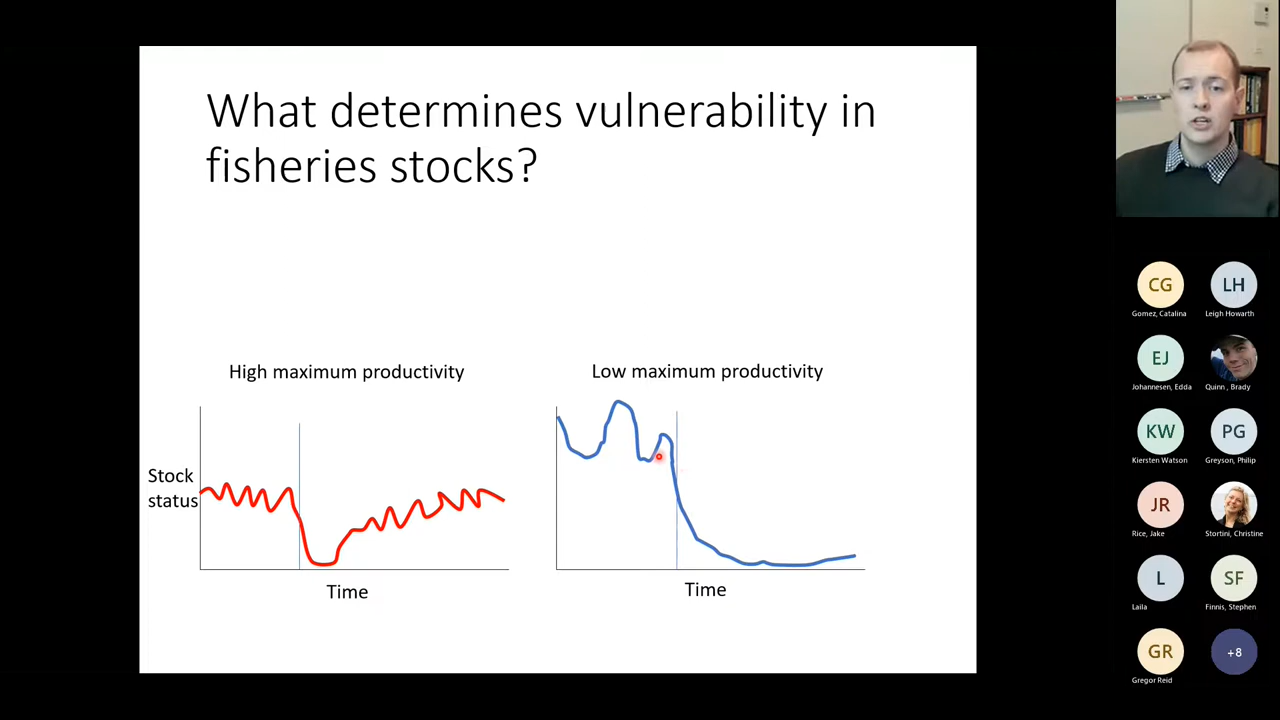 What determines vulnerability in
fisheries stocks?
High maximum productivity
Low maximum productivity
Stock
status
Time
Time
CG
Gomez, Catalina
LH
Leigh Howarth
EJ
Johannesen, Edda
Quinn , Brady
KW
Kiersten Watson
PG
Greyson, Philip
JR
Rice, Jake
Stortini, Christine
L
Laila
SF
Finnis, Stephen
GR
Gregor Reid
+8